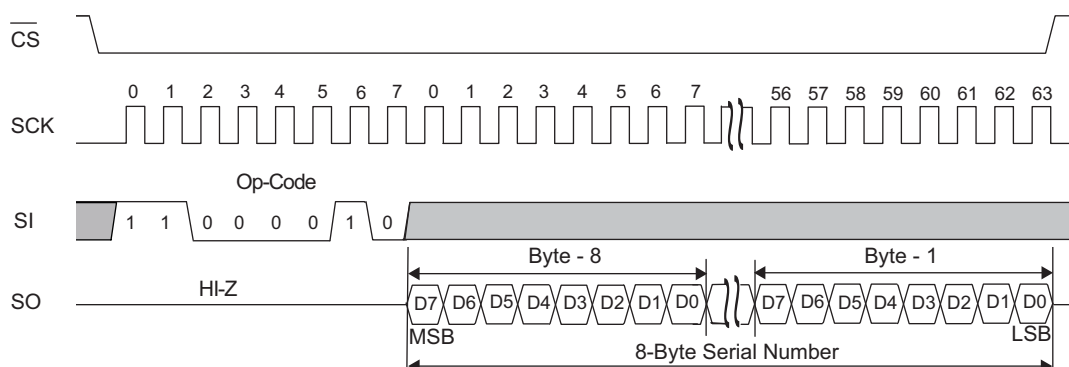 CS
0 1 2 3 4 5 6 7 0 1 2 3 4 5 6 7 56 57 58 59 60 61 62 63
SCK
Op-Code
SI 1 1 0 0 0 0 1 0
Byte - 8 Byte - 1
HI-Z
SO D7 D6 D5 D4 D3 D2 D1 D0 D7 D6 D5 D4 D3 D2 D1 D0
MSB LSB
8-Byte Serial Number